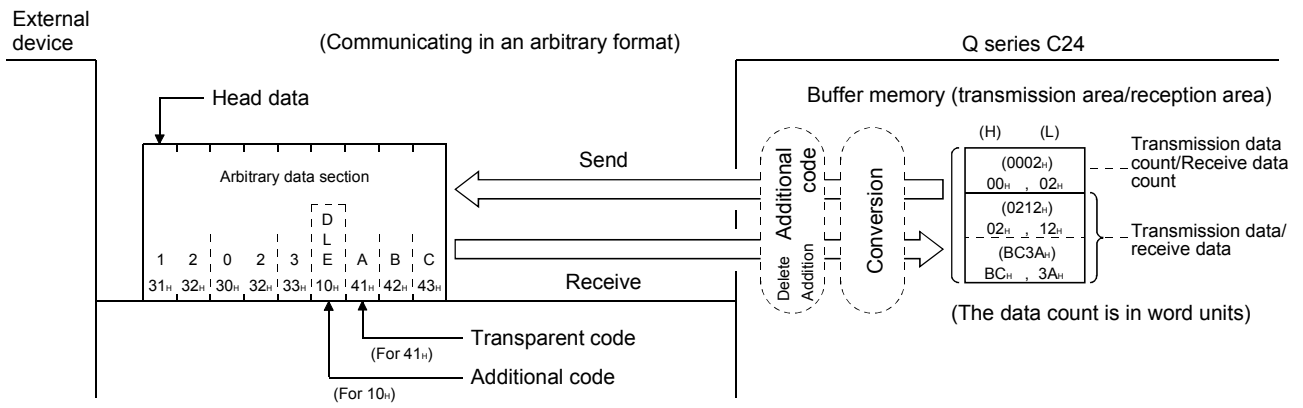 External
device
(Communicating in an arbitrary format)
Q series C24
Head data
Buffer memory (transmission area/reception area)
(H) (L)
Arbitrary data section
Send
Receive
D
L
1 2 0 2 3 E A B C
31H 32H 30H 32H 33H 10H 41H 42H 43H
Additional code
Delete Addition
Conversion
(0002H)
00H , 02H
(0212H)
02H , 12H
(BC3AH)
BCH , 3AH
Transmission data
count/Receive data
count
Transmission data/
receive data
(The data count is in word units)
Transparent code
(For 41H)
Additional code
(For 10H)